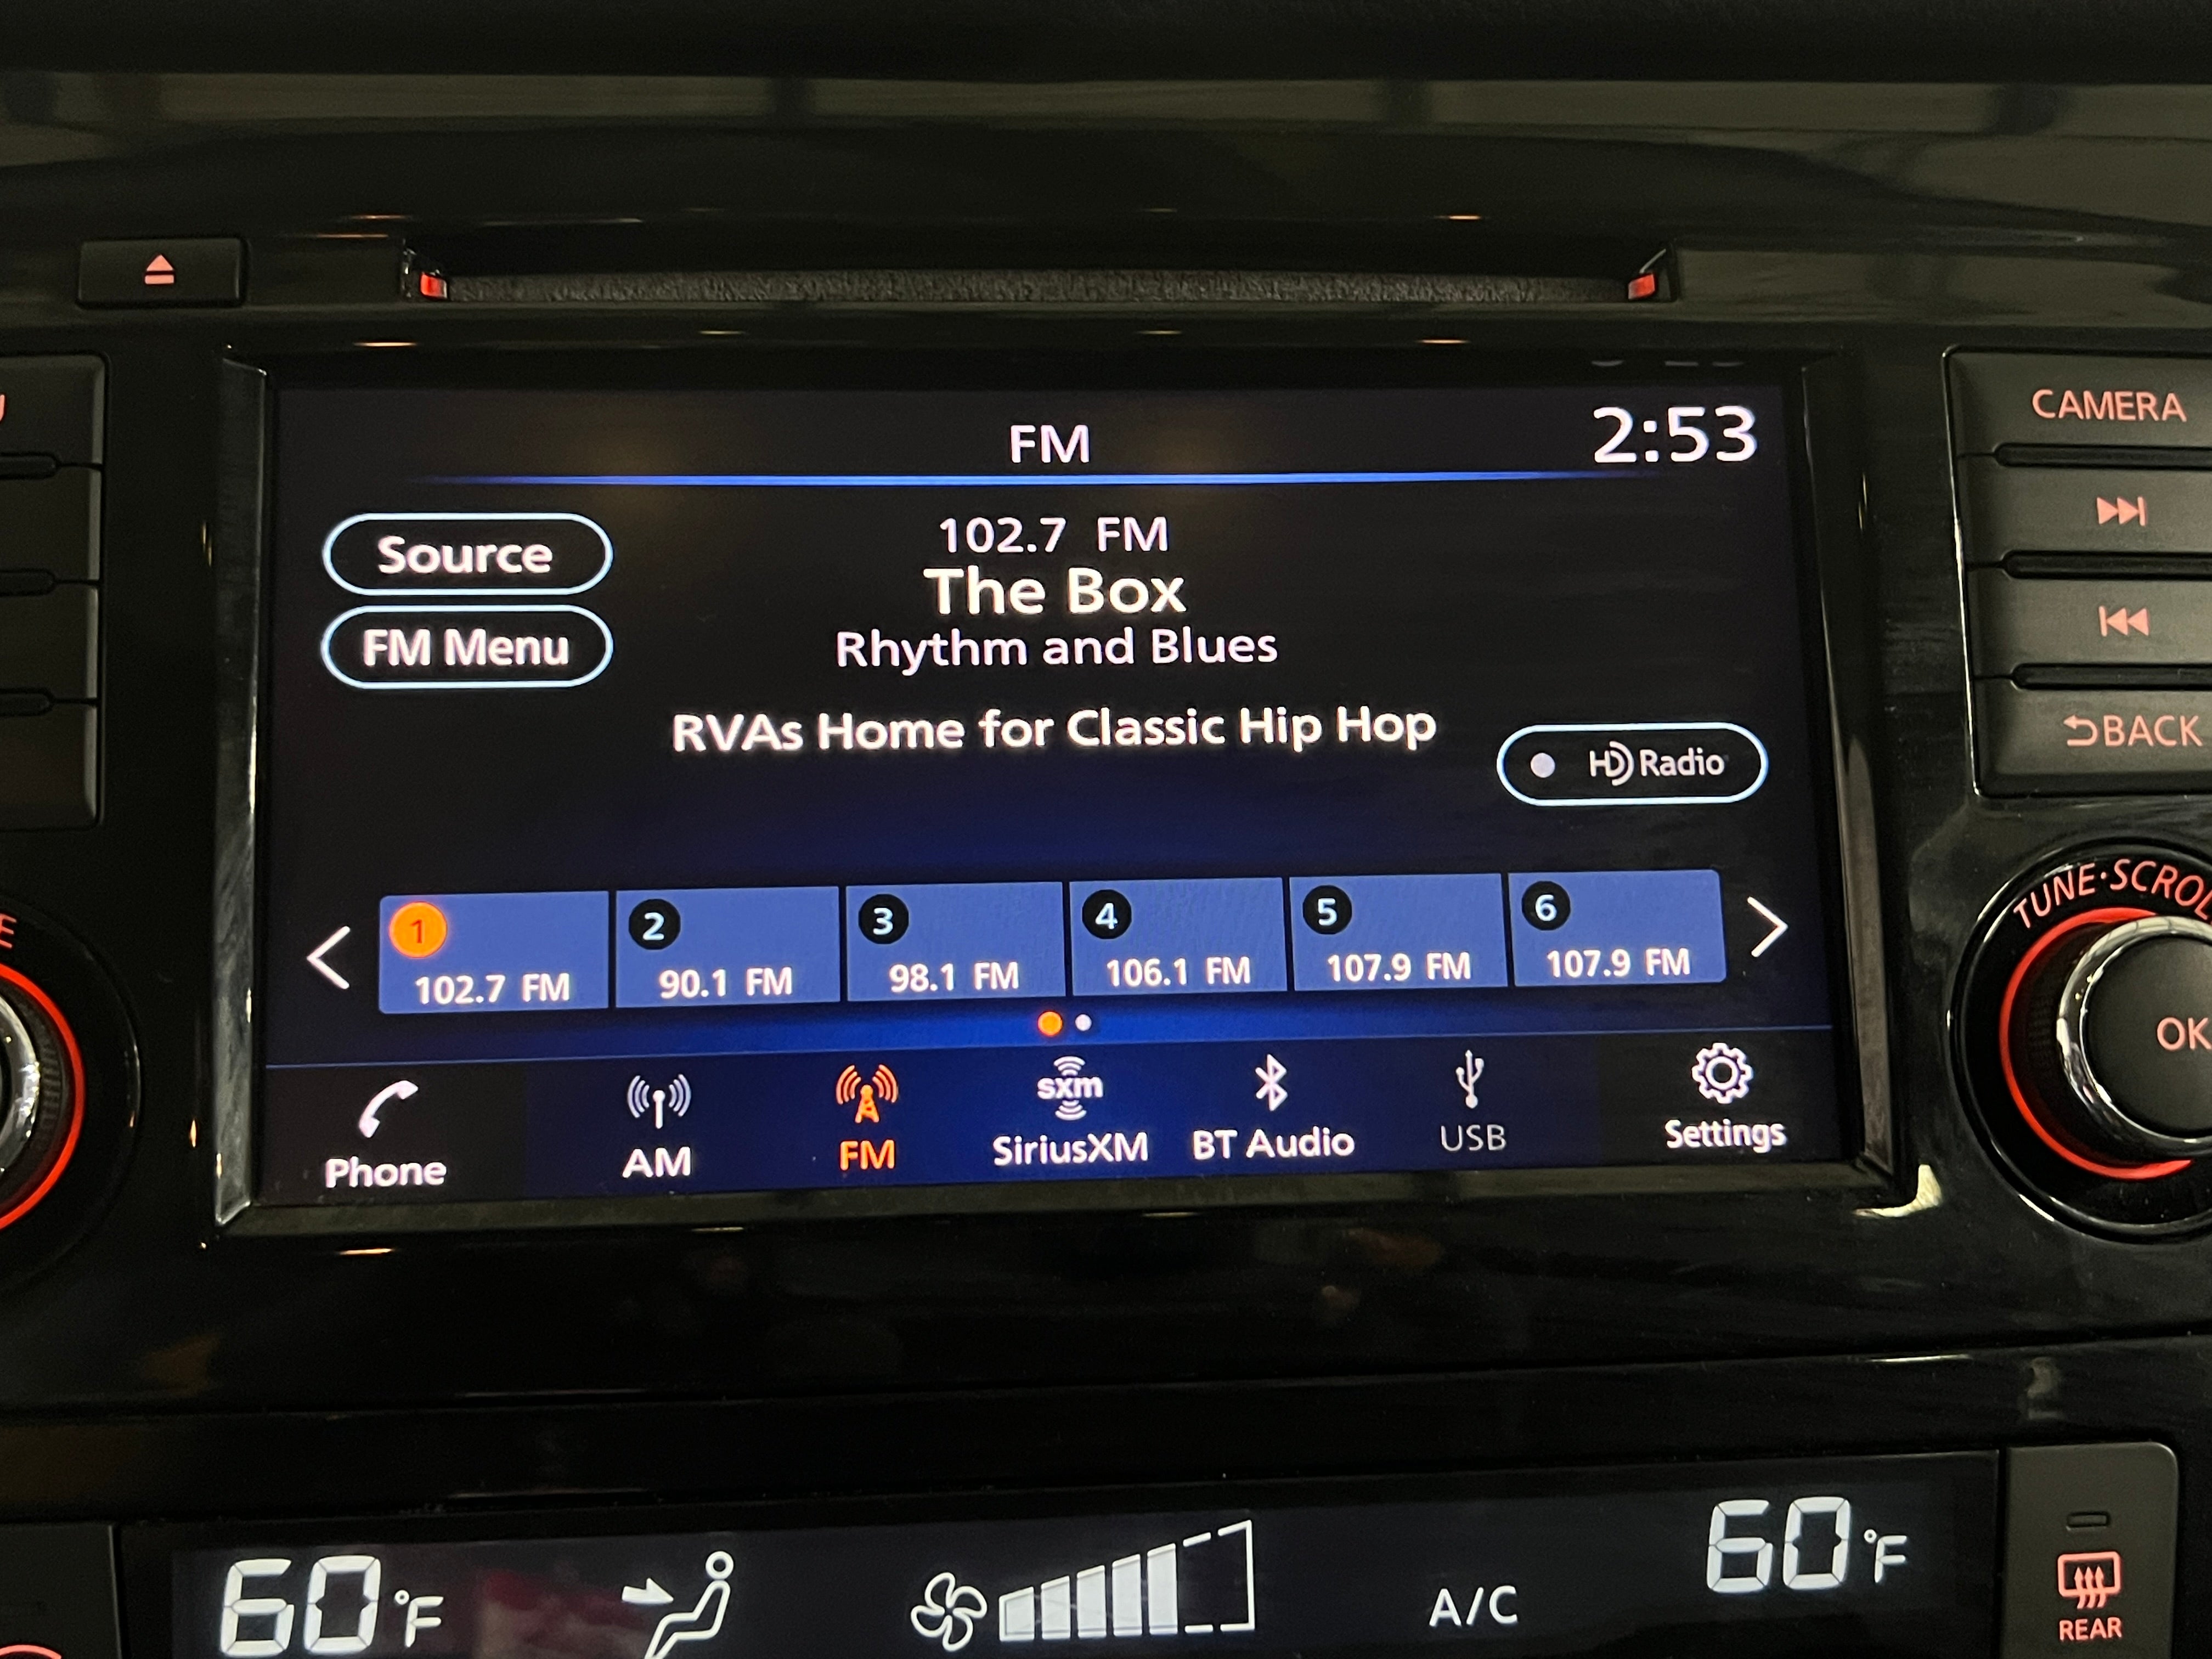 FM
2:53
CAMERA
Source
102.7 FM
The Box
FM Menu
Rhythm and Blues
RVAs Home for Classic Hip Hop
HD Radio
BACK
TUNE·SCROL
OK
1
102.7 FM
2
90.1 FM
3
98.1 FM
4
106.1 FM
5
107.9 FM
6
107.9 FM
Phone
AM
FM
sxm
SiriusXM
BT Audio
USB
Settings
60°F
A/C
60°F
REAR